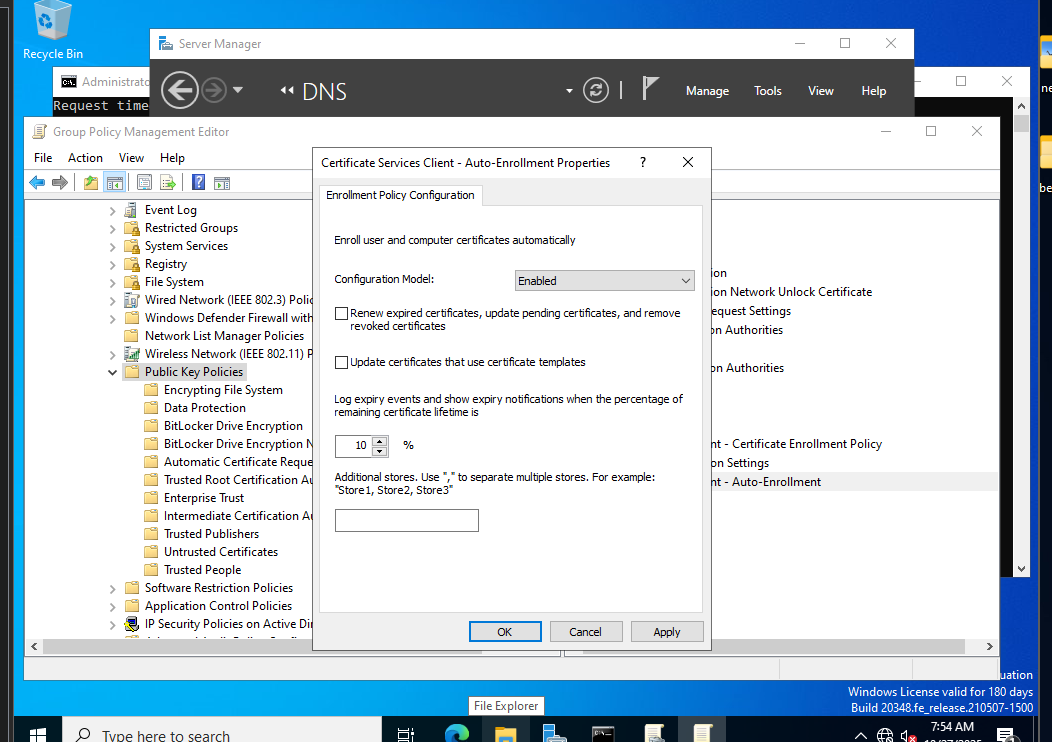 Recycle Bin
Server Manager
Administrato
DNS
Manage
Tools
View
Help
Request time
Group Policy Management Editor
File
Action
View
Help
Event Log
Restricted Groups
System Services
Registry
File System
Wired Network (IEEE 802.3) Polic
Windows Defender Firewall with
Network List Manager Policies
Wireless Network (IEEE 802.11) P
Public Key Policies
Encrypting File System
Data Protection
BitLocker Drive Encryption
BitLocker Drive Encryption N
Automatic Certificate Reque
Trusted Root Certification Au
Enterprise Trust
Intermediate Certification Au
Trusted Publishers
Untrusted Certificates
Trusted People
Software Restriction Policies
Application Control Policies
IP Security Policies on Active Dir
Certificate Services Client - Auto-Enrollment Properties
?
Enrollment Policy Configuration
Enroll user and computer certificates automatically
Configuration Model:
Enabled
Renew expired certificates, update pending certificates, and remove
revoked certificates
Update certificates that use certificate templates
Log expiry events and show expiry notifications when the percentage of
remaining certificate lifetime is
10 %
Additional stores. Use "," to separate multiple stores. For example:
"Store1, Store2, Store3"
OK
Cancel
Apply
ion
ion Network Unlock Certificate
equest Settings
on Authorities
on Authorities
nt - Certificate Enrollment Policy
on Settings
nt - Auto-Enrollment
ne
be
uation
Windows License valid for 180 days
Build 20348.fe_release.210507-1500
File Explorer
Type here to search
7:54 AM